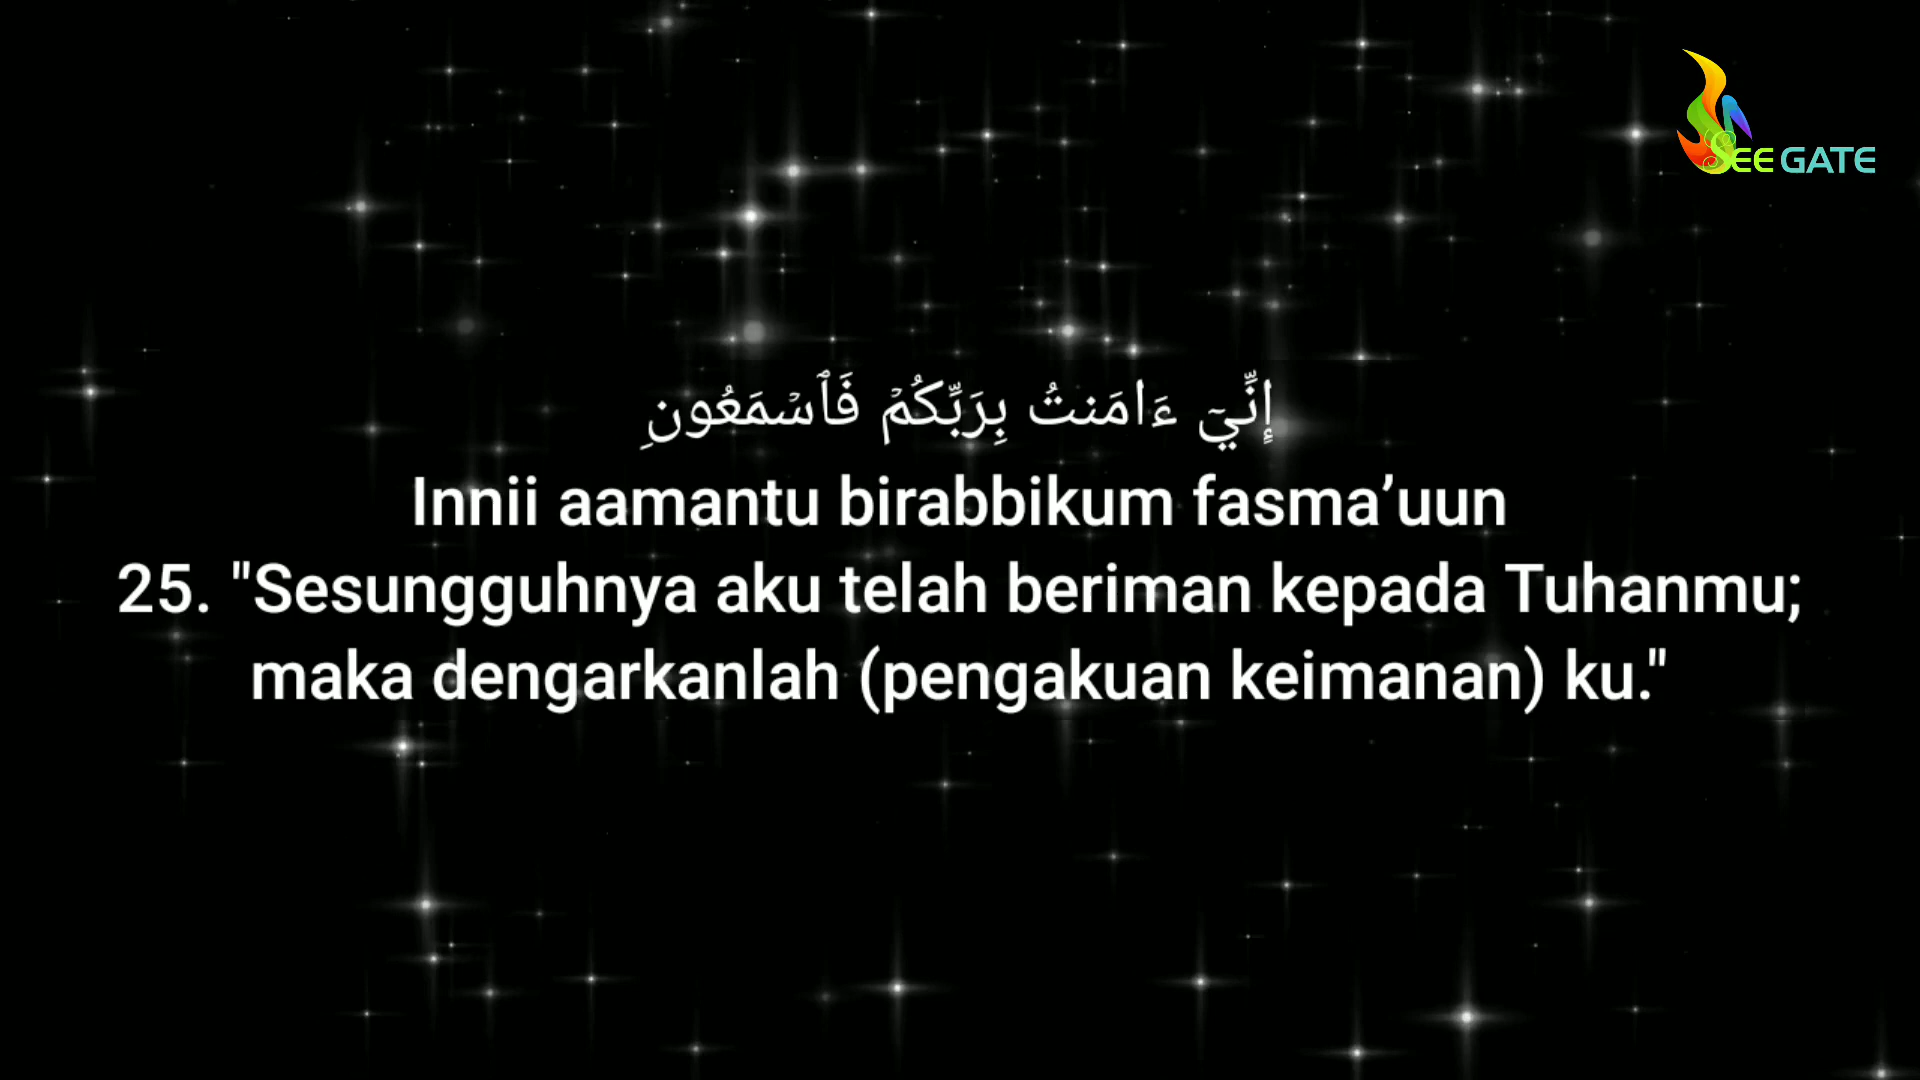 SEE GATE
إِنِّيٓ ءَامَنتُ بِرَبِّكُمۡ فَٱسۡمَعُونِ
Innii aamantu birabbikum fasma’uun
25. "Sesungguhnya aku telah beriman kepada Tuhanmu;
maka dengarkanlah (pengakuan keimanan) ku."